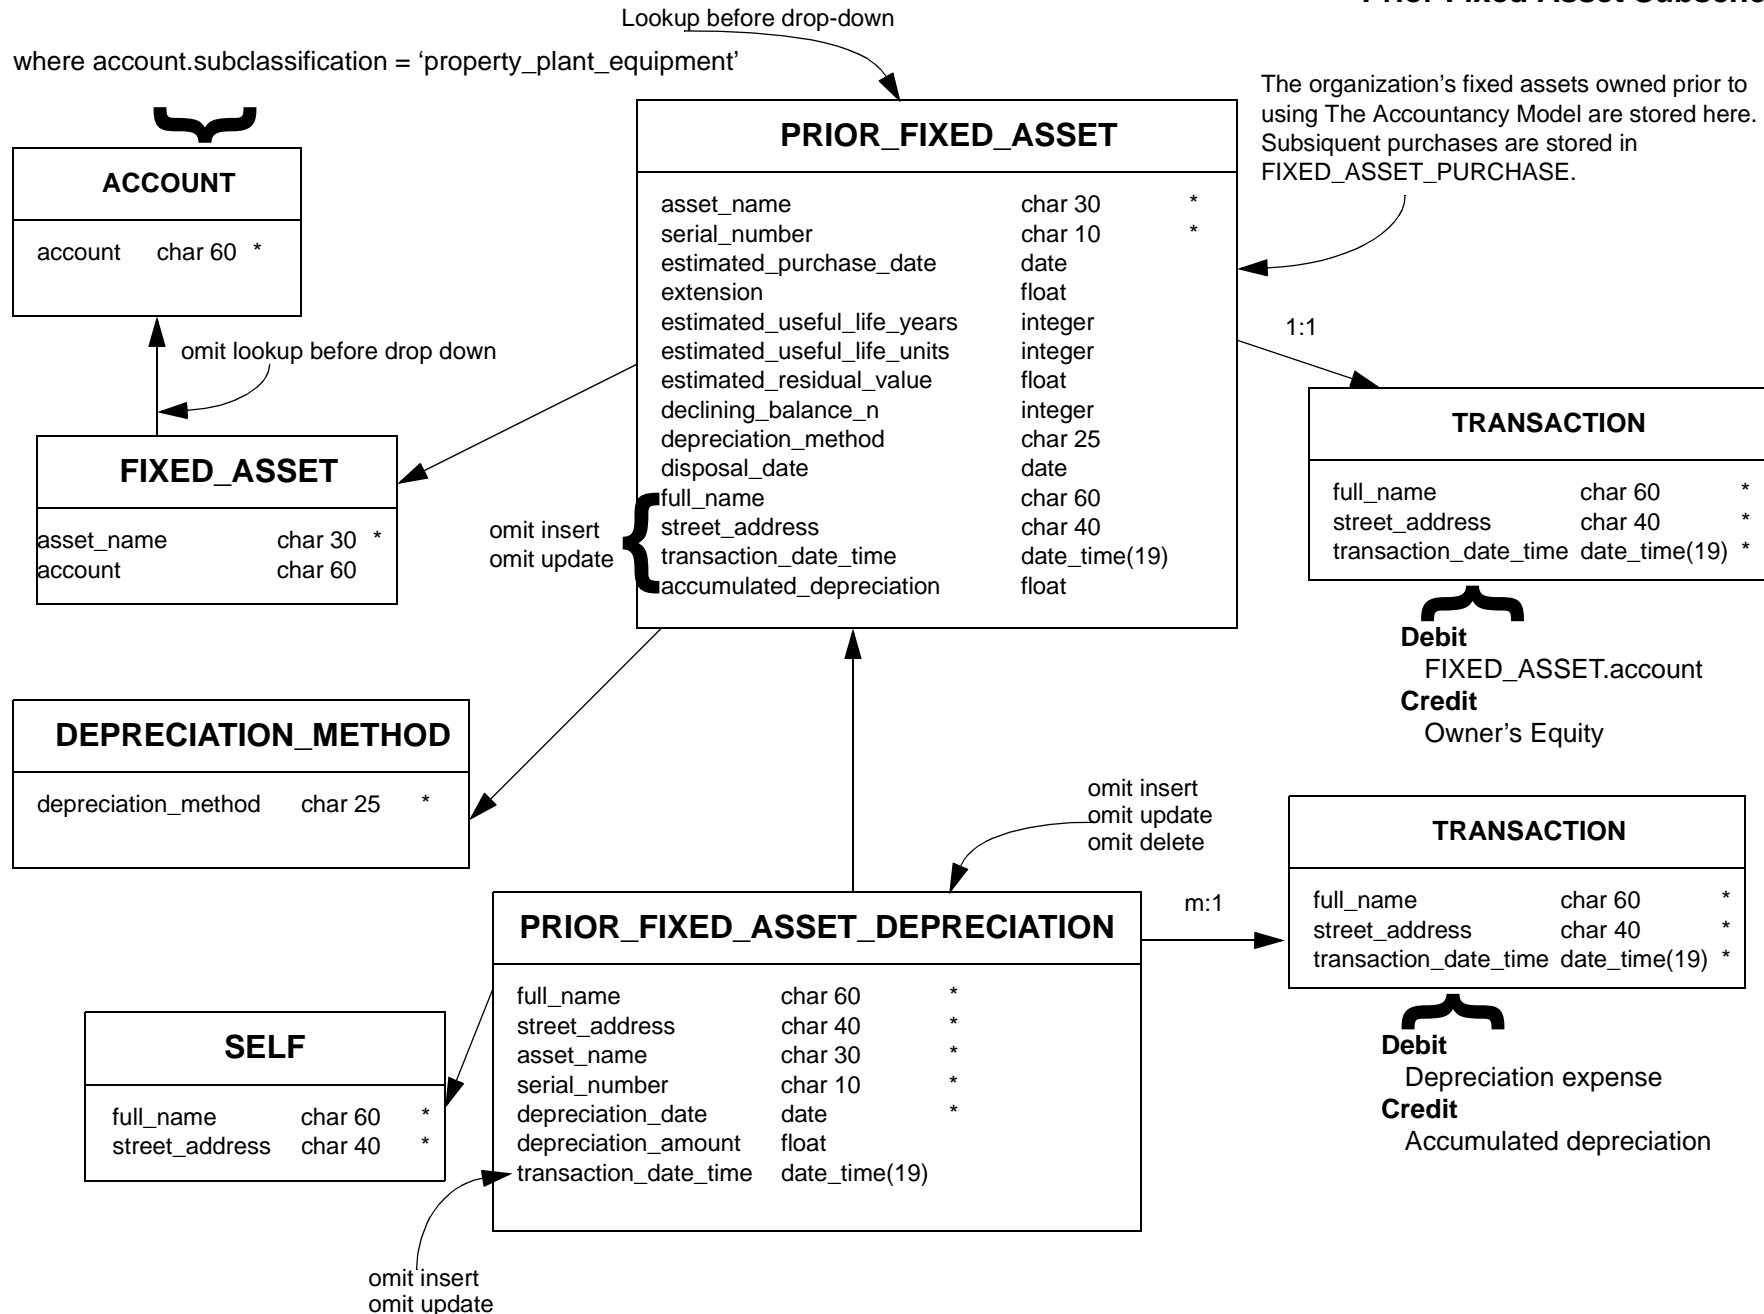 Prior Fixed Asset
Lookup before drop-down
where account.subclassification = ‘property_plant_equipment’
The organization’s fixed assets owned prior to
using The Accountancy Model are stored here.
Subsiquent purchases are stored in
FIXED_ASSET_PURCHASE.
ACCOUNT
account char 60 *
omit lookup before drop down
FIXED_ASSET
asset_name char 30 *
account char 60
PRIOR_FIXED_ASSET
asset_name char 30 *
serial_number char 10 *
estimated_purchase_date date
extension float
estimated_useful_life_years integer
estimated_useful_life_units integer
estimated_residual_value float
declining_balance_n integer
depreciation_method char 25
disposal_date date
full_name char 60
street_address char 40
transaction_date_time date_time(19)
accumulated_depreciation float
omit insert
omit update
1:1
TRANSACTION
full_name char 60 *
street_address char 40 *
transaction_date_time date_time(19) *
Debit
FIXED_ASSET.account
Credit
Owner’s Equity
DEPRECIATION_METHOD
depreciation_method char 25 *
omit insert
omit update
omit delete
PRIOR_FIXED_ASSET_DEPRECIATION
full_name char 60 *
street_address char 40 *
asset_name char 30 *
serial_number char 10 *
depreciation_date date *
depreciation_amount float
transaction_date_time date_time(19)
m:1
TRANSACTION
full_name char 60 *
street_address char 40 *
transaction_date_time date_time(19) *
Debit
Depreciation expense
Credit
Accumulated depreciation
SELF
full_name char 60 *
street_address char 40 *
omit insert
omit update